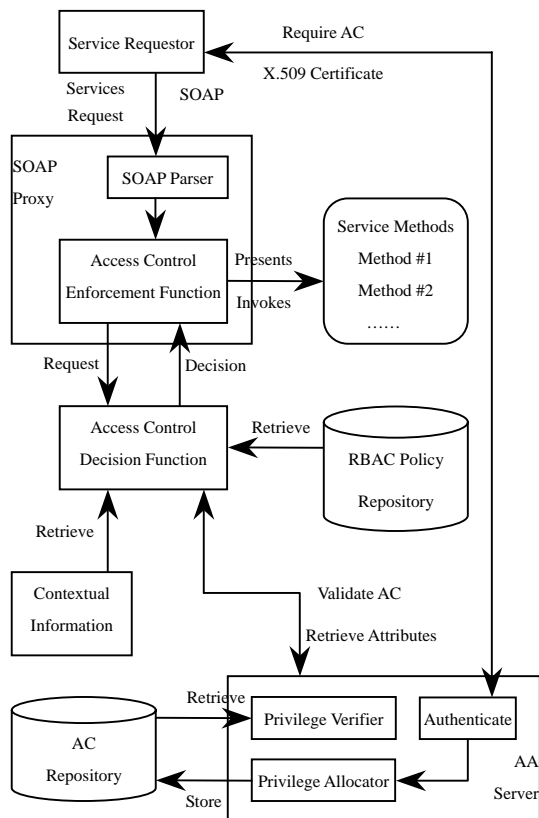 Require AC
Service Requestor
X.509 Certificate
Services
SOAP
Request
SOAP
Proxy
SOAP Parser
Service Methods
Access Control
Presents
Method #1
Enforcement Function
Invokes
Method #2
……
Request
Decision
Access Control
Retrieve
Decision Function
RBAC Policy
Repository
Retrieve
Contextual
Information
Validate AC
Retrieve Attributes
Retrieve
Privilege Verifier
Authenticate
AC
Repository
AA
Privilege Allocator
Server
Store